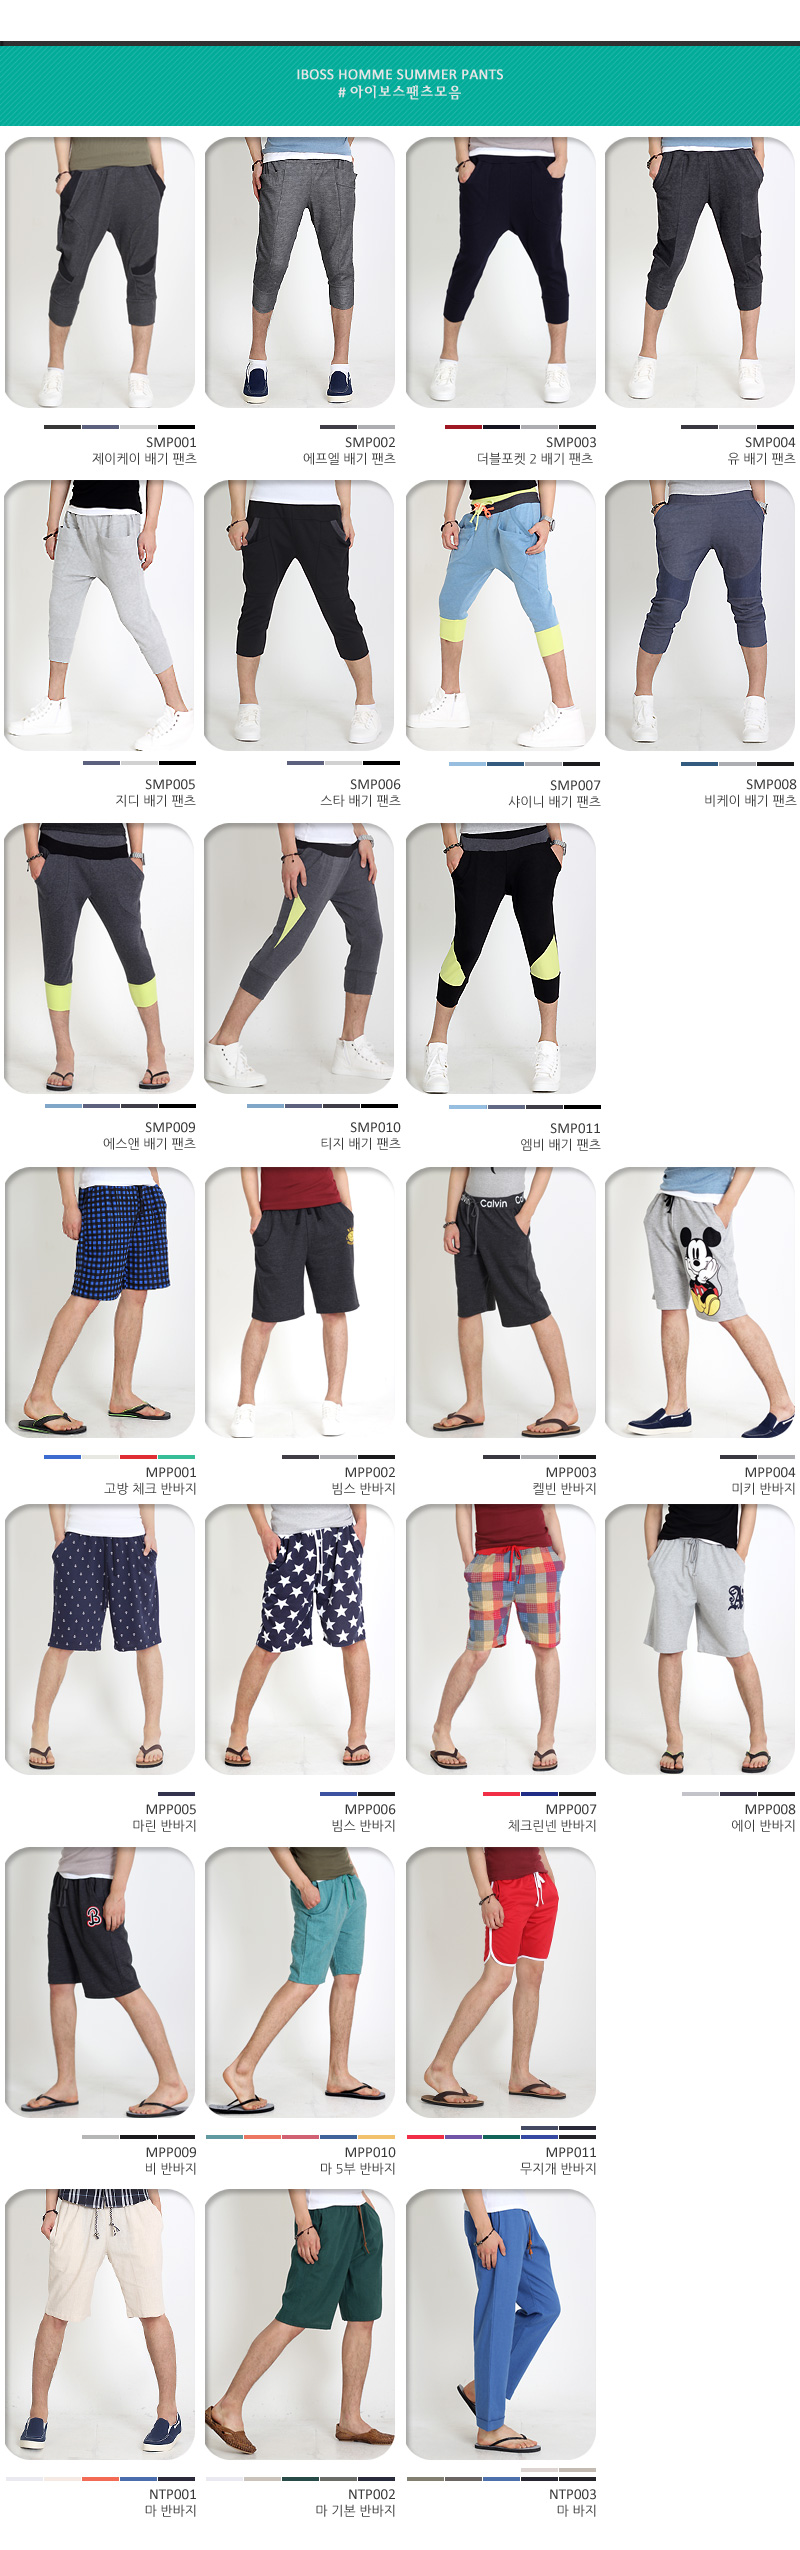 IBOSS HOMME SUMMER PANTS
# 아이보스팬츠모음
SMP001
제이케이 배기 팬츠
SMP002
에프엘 배기 팬츠
SMP003
더블포켓 2 배기 팬츠
SMP004
유 배기 팬츠
SMP005
지디 배기 팬츠
SMP006
스타 배기 팬츠
SMP007
샤이니 배기 팬츠
SMP008
비케이 배기 팬츠
SMP009
에스앤 배기 팬츠
SMP010
티지 배기 팬츠
SMP011
엠비 배기 팬츠
Calvin
MPP001
고방 체크 반바지
MPP002
빔스 반바지
MPP003
켈빈 반바지
MPP004
미키 반바지
MPP005
마린 반바지
MPP006
빔스 반바지
MPP007
체크린넨 반바지
MPP008
에이 반바지
B
MPP009
비 반바지
MPP010
마 5부 반바지
MPP011
무지개 반바지
NTP001
마 반바지
NTP002
마 기본 반바지
NTP003
마 바지